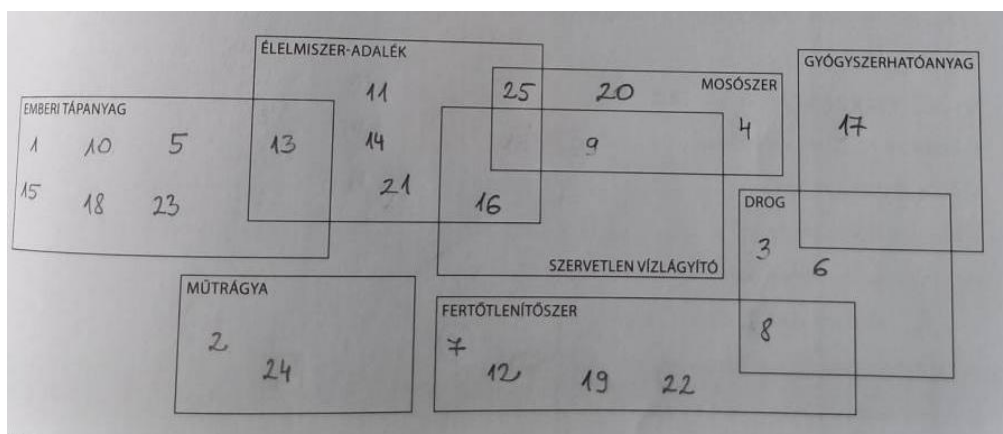 ÉLELMISZER-ADALÉK
GYÓGYSZERHATÓANYAG
11
25 20 MOSÓSZER
EMBERI TÁPANYAG
1 10 5 13 14 9 4 17
15 18 23 21 16
DROG
3 6
SZERVETLEN VÍZLÁGYÍTÓ
MŰTRÁGYA
FERTŐTLENÍTŐSZER
2 7 8
24 12 19 22